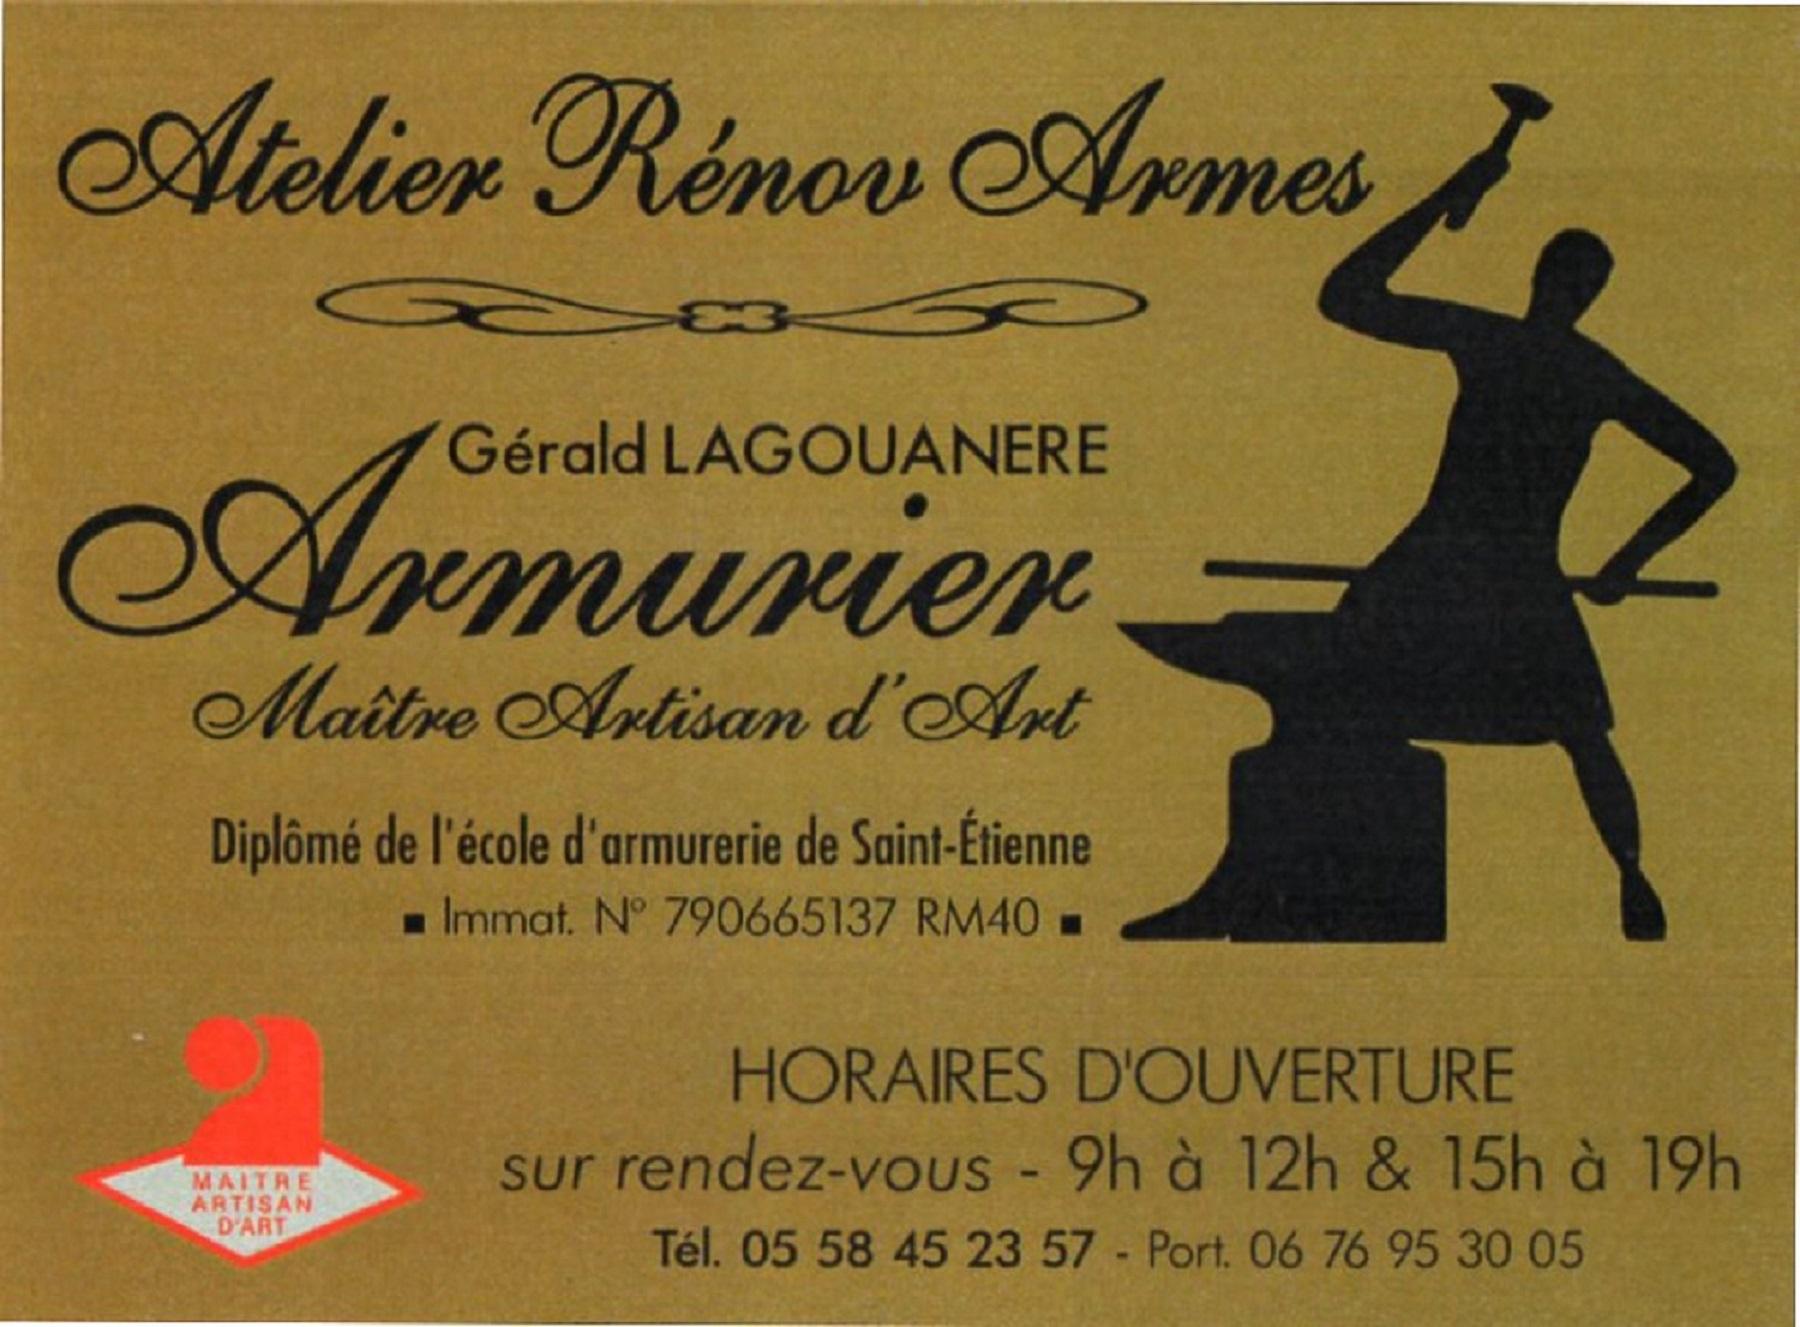 Atelier Rénov Armes
Gérald LAGOUANERE
Armurier
Maître Artisan d'Art
Diplômé de l'école d'armurerie de Saint-Étienne
▪ Immat. N° 790665137 RM40 ▪
MAITRE
ARTISAN
D'ART
HORAIRES D'OUVERTURE
sur rendez-vous - 9h à 12h & 15h à 19h
Tél. 05 58 45 23 57 - Port. 06 76 95 30 05